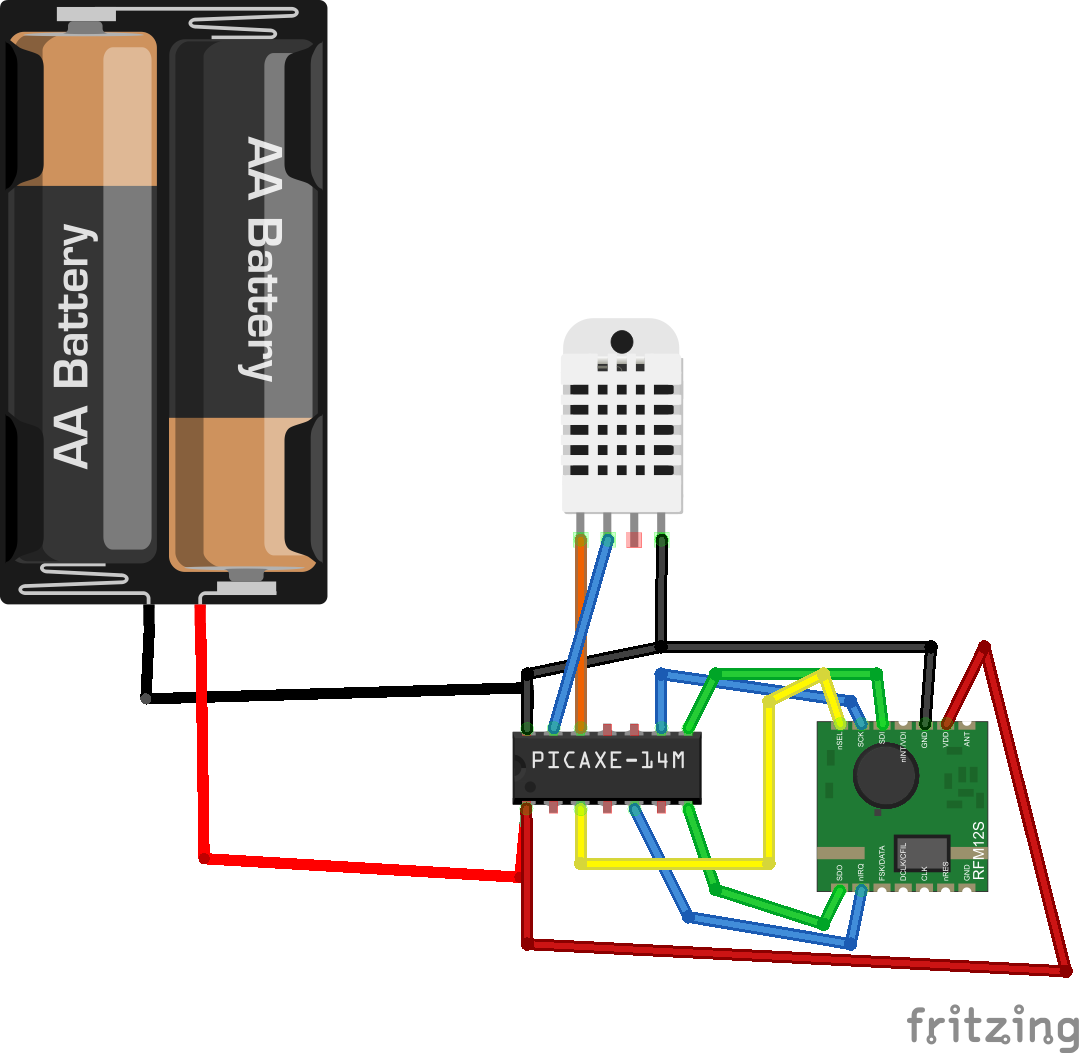 AA Battery
AA Battery
PICAXE-14M
nSEL
SCK
SDI
nINT/VDI
GND
VDD
ANT
RFM12S
SDO
nIRQ
FSK/DATA
DCLK/CFIL
CLK
nRES
GND
fritzing